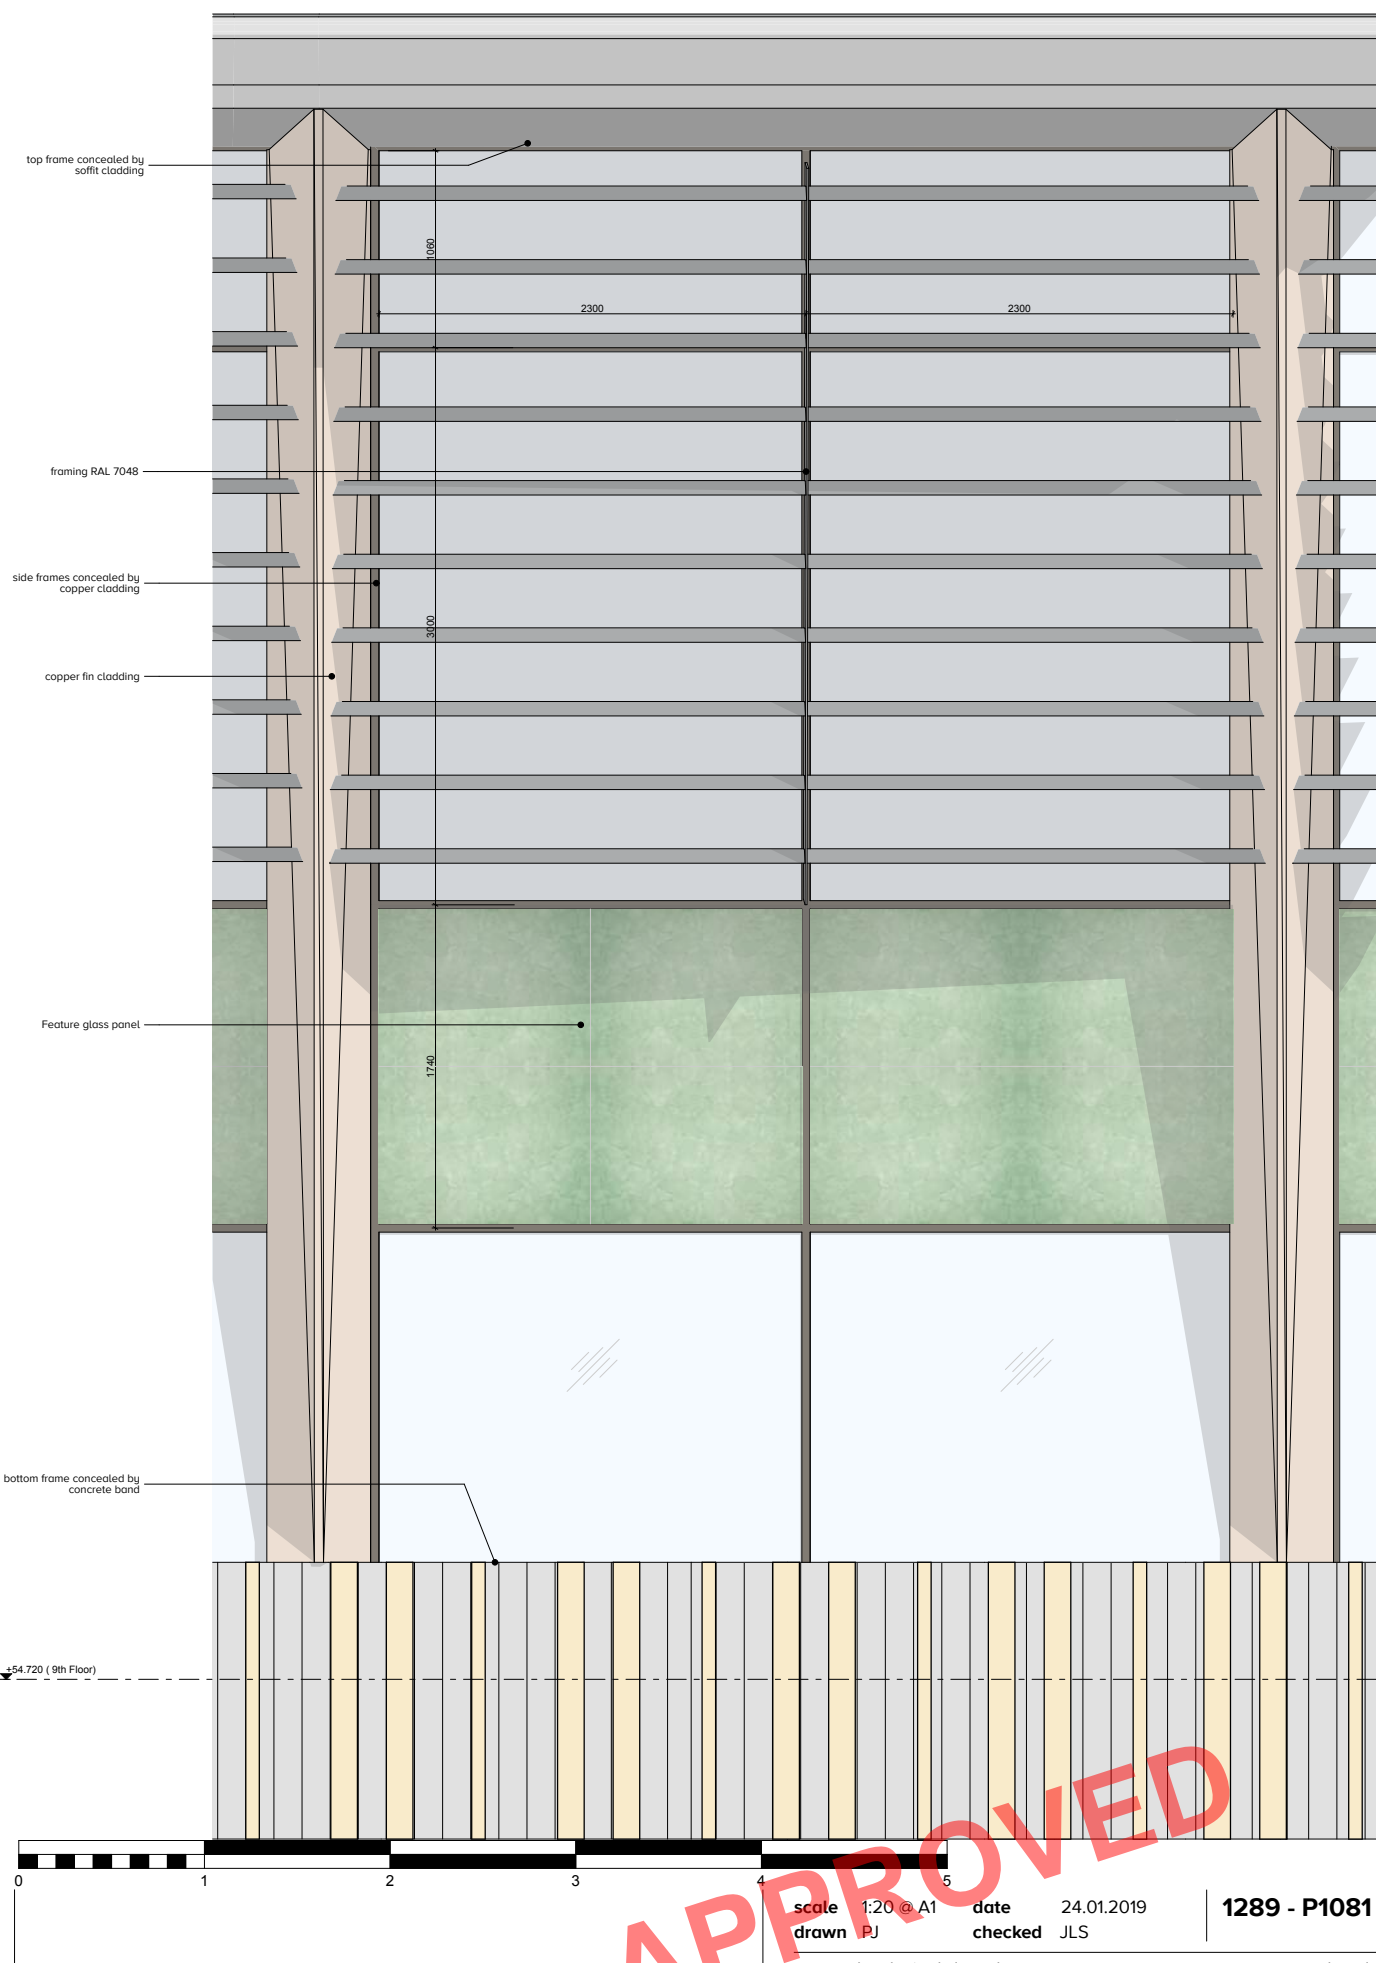 top frame concealed by
soffit cladding
1060
2300
2300
framing RAL 7048
side frames concealed by
copper cladding
3000
copper fin cladding
Feature glass panel
1740
bottom frame concealed by
concrete band
+54.720 ( 9th Floor)
0 1 2 3 4 5
APPROVED
scale 1:20 @ A1 date 24.01.2019
drawn PJ checked JLS
1289 - P1081